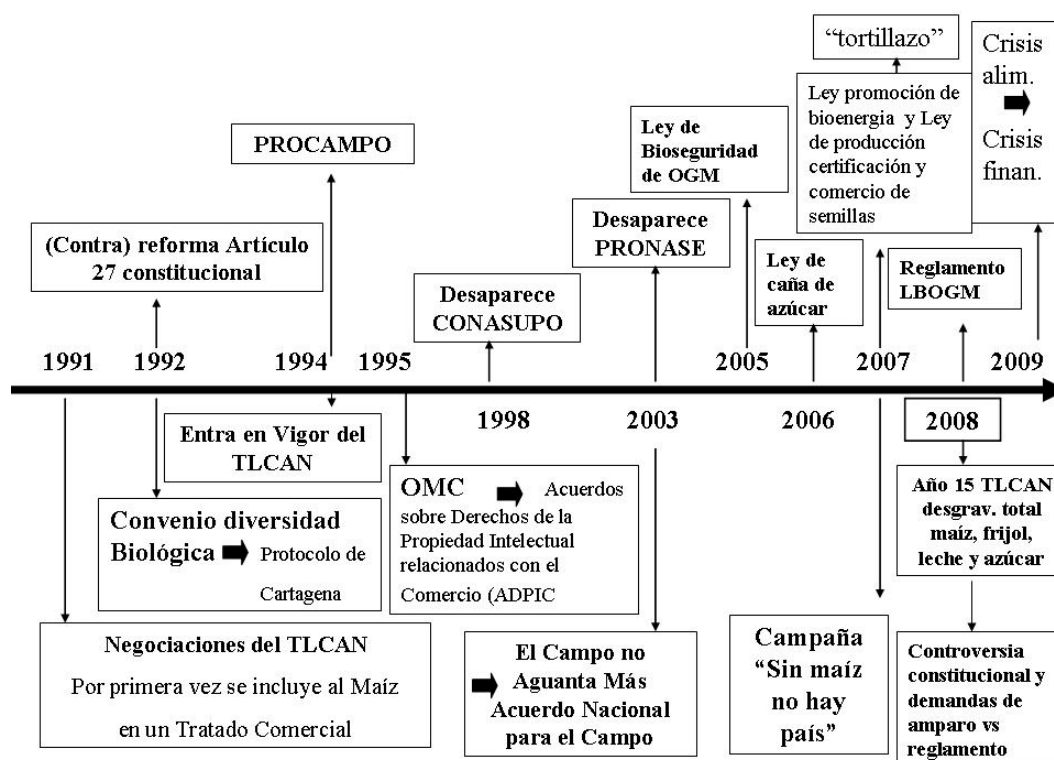 “tortillazo”
Crisis
alim.
Crisis
finan.
Ley promoción de
bioenergia y Ley
de producción
certificación y
comercio de
semillas
Ley de
Bioseguridad
de OGM
PROCAMPO
Desaparece
PRONASE
(Contra) reforma Artículo
27 constitucional
Ley de
caña de
azúcar
Reglamento
LBOGM
Desaparece
CONASUPO
1991 1992 1994 1995 2005 2007 2009
1998 2003 2006 2008
Entra en Vigor del
TLCAN
OMC Acuerdos
sobre Derechos de la
Propiedad Intelectual
relacionados con el
Comercio (ADPIC
Año 15 TLCAN
desgrav. total
maíz, frijol,
leche y azúcar
Convenio diversidad
Biológica Protocolo de
Cartagena
Negociaciones del TLCAN
Por primera vez se incluye al Maíz
en un Tratado Comercial
El Campo no
Aguanta Más
Acuerdo Nacional
para el Campo
Campaña
“Sin maíz
no hay
país”
Controversia
constitucional y
demandas de
amparo vs
reglamento